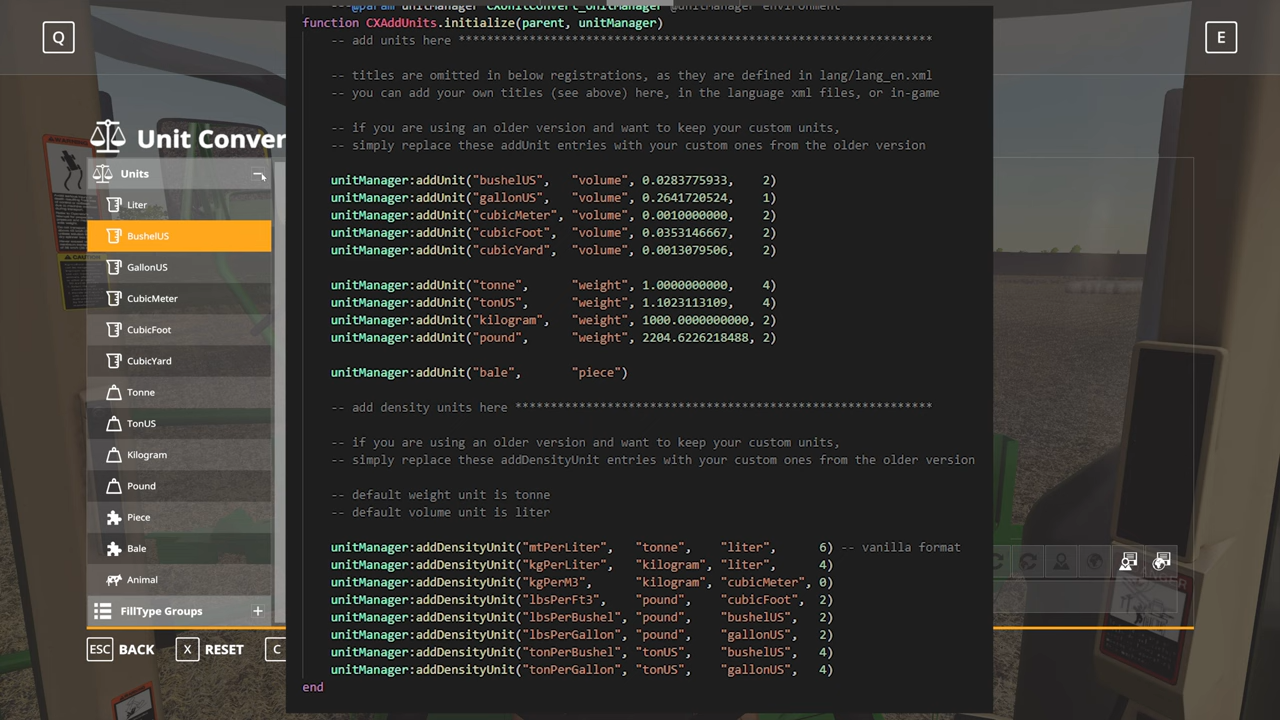 Q
E
---@param unitManager CXUnitConvert_UnitManager @unitManager environment
function CXAddUnits.initialize(parent, unitManager)
-- add units here *******************************************************************
-- titles are omitted in below registrations, as they are defined in lang/lang_en.xml
-- you can add your own titles (see above) here, in the language xml files, or in-game
-- if you are using an older version and want to keep your custom units,
-- simply replace these addUnit entries with your custom ones from the older version
unitManager:addUnit("bushelUS", "volume", 0.0283775933, 2)
unitManager:addUnit("gallonUS", "volume", 0.2641720524, 1)
unitManager:addUnit("cubicMeter", "volume", 0.0010000000, 2)
unitManager:addUnit("cubicFoot", "volume", 0.0353146667, 2)
unitManager:addUnit("cubicYard", "volume", 0.0013079506, 2)
unitManager:addUnit("tonne", "weight", 1.0000000000, 4)
unitManager:addUnit("tonUS", "weight", 1.1023113109, 4)
unitManager:addUnit("kilogram", "weight", 1000.0000000000, 2)
unitManager:addUnit("pound", "weight", 2204.6226218488, 2)
unitManager:addUnit("bale", "piece")
-- add density units here ***********************************************************
-- if you are using an older version and want to keep your custom units,
-- simply replace these addDensityUnit entries with your custom ones from the older version
-- default weight unit is tonne
-- default volume unit is liter
unitManager:addDensityUnit("mtPerLiter", "tonne", "liter", 6) -- vanilla format
unitManager:addDensityUnit("kgPerLiter", "kilogram", "liter", 4)
unitManager:addDensityUnit("kgPerM3", "kilogram", "cubicMeter", 0)
unitManager:addDensityUnit("lbsPerFt3", "pound", "cubicFoot", 2)
unitManager:addDensityUnit("lbsPerBushel", "pound", "bushelUS", 2)
unitManager:addDensityUnit("lbsPerGallon", "pound", "gallonUS", 2)
unitManager:addDensityUnit("tonPerBushel", "tonUS", "bushelUS", 4)
unitManager:addDensityUnit("tonPerGallon", "tonUS", "gallonUS", 4)
end
Unit Conver
Units
Liter
BushelUS
GallonUS
CubicMeter
CubicFoot
CubicYard
Tonne
TonUS
Kilogram
Pound
Piece
Bale
Animal
FillType Groups +
ESC BACK X RESET C